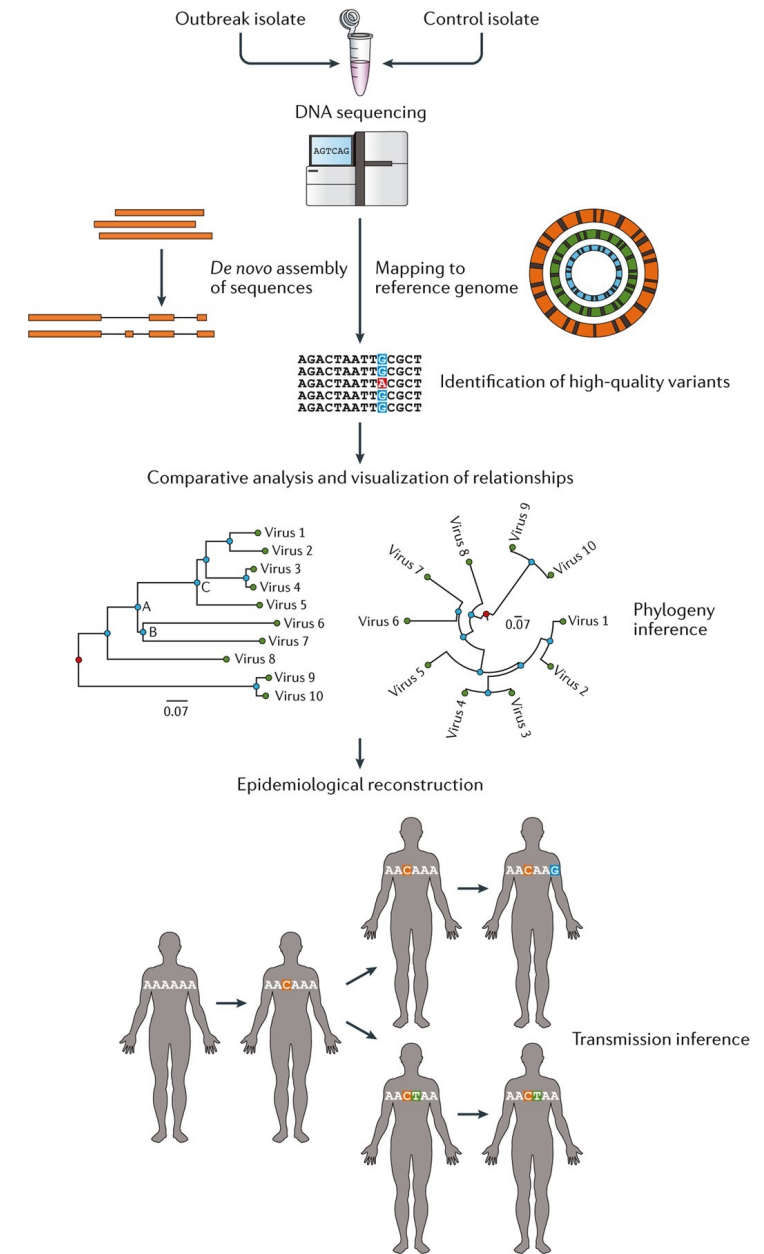 Outbreak isolate
Control isolate
DNA sequencing
AGTCAG
De novo assembly
of sequences
Mapping to
reference genome
AGACTAATTGCGCT
AGACTAATTGCGCT
AGACTAATTACGCT
AGACTAATTGCGCT
AGACTAATTGCGCT
Identification of high-quality variants
Comparative analysis and visualization of relationships
Virus 1
Virus 2
Virus 3
Virus 4
Virus 5
Virus 6
Virus 7
Virus 8
Virus 9
Virus 10
A
B
C
0.07
Virus 9
Virus 10
Virus 8
Virus 7
Virus 6
Virus 5
Virus 4
Virus 3
Virus 2
Virus 1
0.07
Phylogeny
inference
Epidemiological reconstruction
AACAAA
AACAAG
AAAAAA
AACAAA
Transmission inference
AACTAA
AACTAA